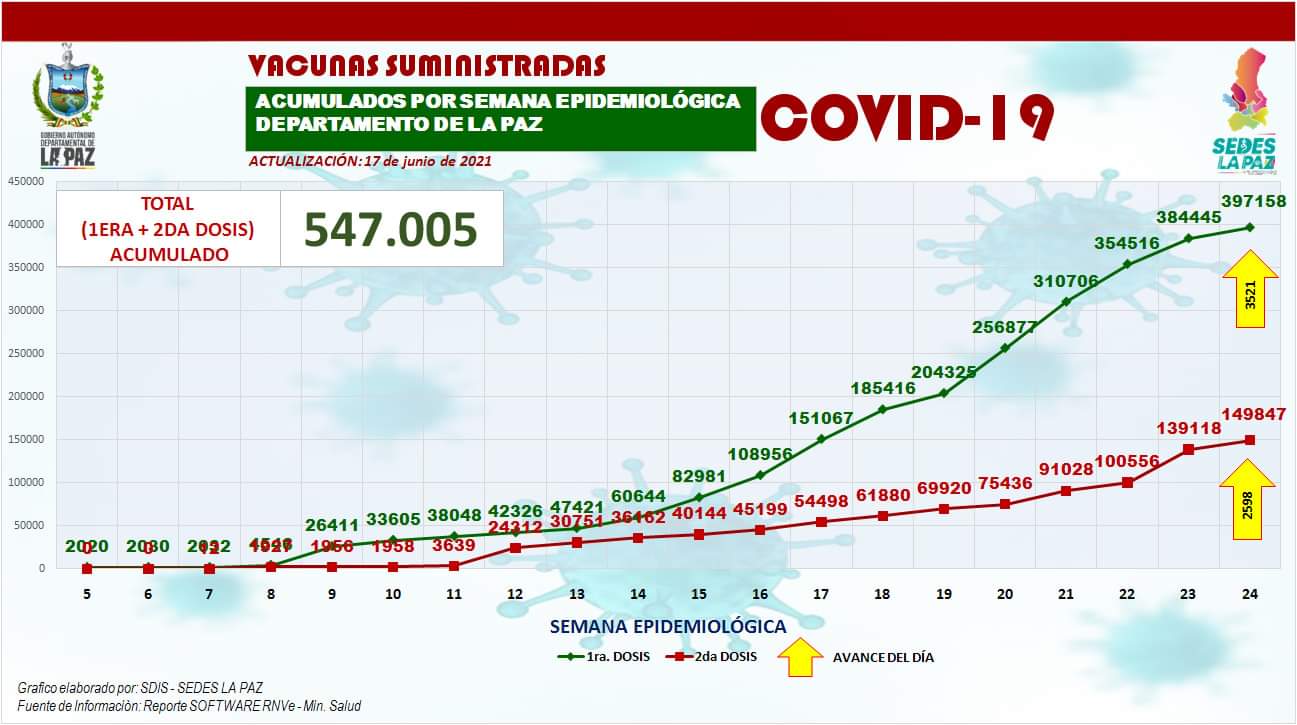 VACUNAS SUMINISTRADAS
ACUMULADOS POR SEMANA EPIDEMIOLÓGICA
DEPARTAMENTO DE LA PAZ
COVID-19
ACTUALIZACIÓN: 17 de junio de 2021
GOBIERNO AUTÓNOMO
DEPARTAMENTAL DE
LA PAZ
SEDES
LA PAZ
TOTAL
(1ERA + 2DA DOSIS)
ACUMULADO
547.005
450000
400000
350000
300000
250000
200000
150000
100000
50000
0
2020 2030 2032 4543 26411 33605 38048 42326 47421 60644 82981 108956 151067 185416 204325 256877 310706 354516 384445 397158
0 0 12 1927 1956 1958 3639 24312 30751 36162 40144 45199 54498 61880 69920 75436 91028 100556 139118 149847
3521
2598
5 6 7 8 9 10 11 12 13 14 15 16 17 18 19 20 21 22 23 24
SEMANA EPIDEMIOLÓGICA
1ra. DOSIS 2da DOSIS AVANCE DEL DÍA
Grafico elaborado por: SDIS - SEDES LA PAZ
Fuente de Informaciòn: Reporte SOFTWARE RNVe - Min. Salud